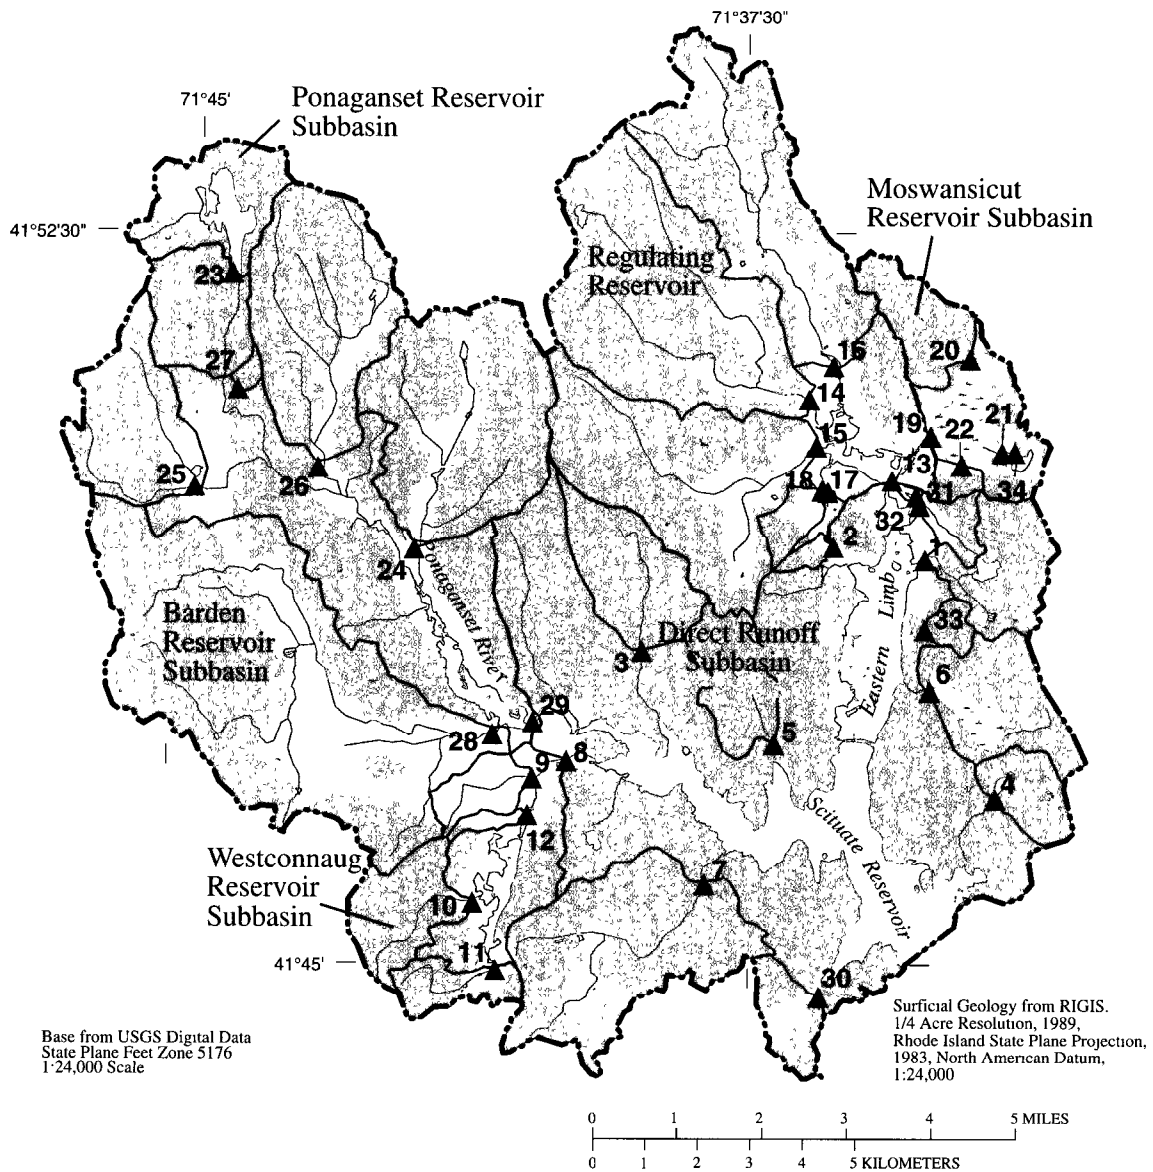 71°37'30"
71°45'
Ponaganset Reservoir
Subbasin
Moswansicut
Reservoir Subbasin
41°52'30"
Regulating
Reservoir
23
16
20
27
14
19
22
21
15
13
25
26
18
17
31
34
32
2
1
24
Ponaganset River
Eastern Limb
Barden
Reservoir
Subbasin
33
Direct Runoff
Subbasin
3
6
29
5
28
8
9
4
12
Scituate Reservoir
Westconnaug
Reservoir
Subbasin
7
10
11
41°45'
30
Surficial Geology from RIGIS.
1/4 Acre Resolution, 1989,
Rhode Island State Plane Projection,
1983, North American Datum,
1:24,000
Base from USGS Digital Data
State Plane Feet Zone 5176
1:24,000 Scale
0 1 2 3 4 5 MILES
0 1 2 3 4 5 KILOMETERS